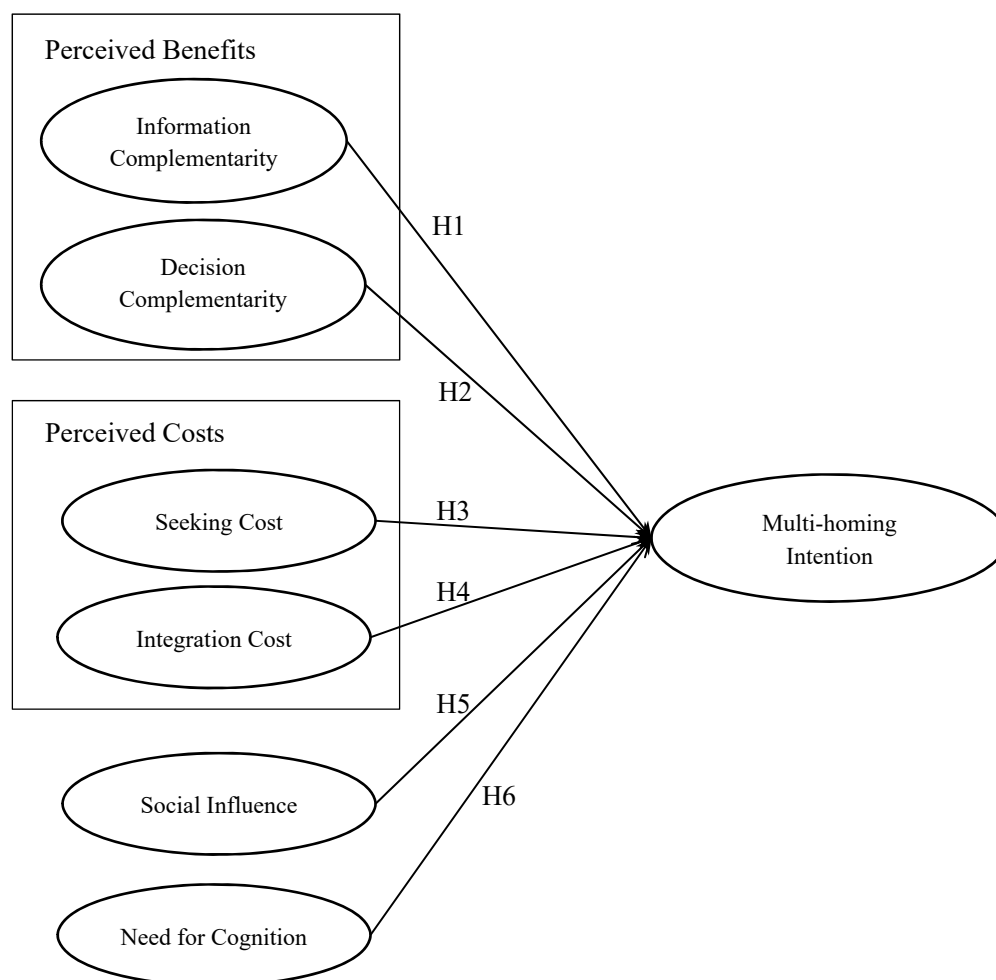 Perceived Benefits
Information
Complementarity
H1
Decision
Complementarity
H2
Perceived Costs
Seeking Cost
H3
Multi-homing
Intention
H4
Integration Cost
H5
Social Influence
H6
Need for Cognition